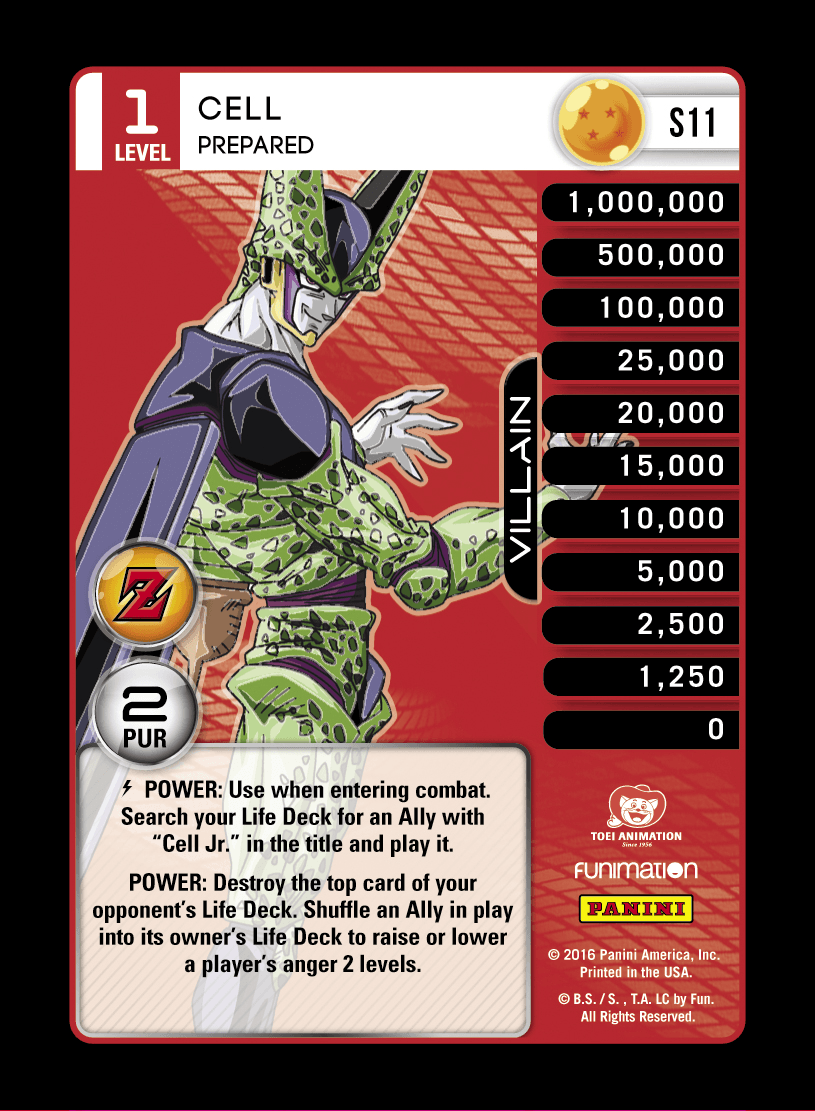 1
LEVEL
CELL
PREPARED
S11
1,000,000
500,000
100,000
25,000
20,000
15,000
10,000
5,000
2,500
1,250
0
VILLAIN
Z
2
PUR
POWER: Use when entering combat.
Search your Life Deck for an Ally with
“Cell Jr.” in the title and play it.
POWER: Destroy the top card of your
opponent’s Life Deck. Shuffle an Ally in play
into its owner’s Life Deck to raise or lower
a player’s anger 2 levels.
TOEI ANIMATION
Since 1956
FUNIMATION
PANINI
© 2016 Panini America, Inc.
Printed in the USA.
© B.S. / S. , T.A. LC by Fun.
All Rights Reserved.